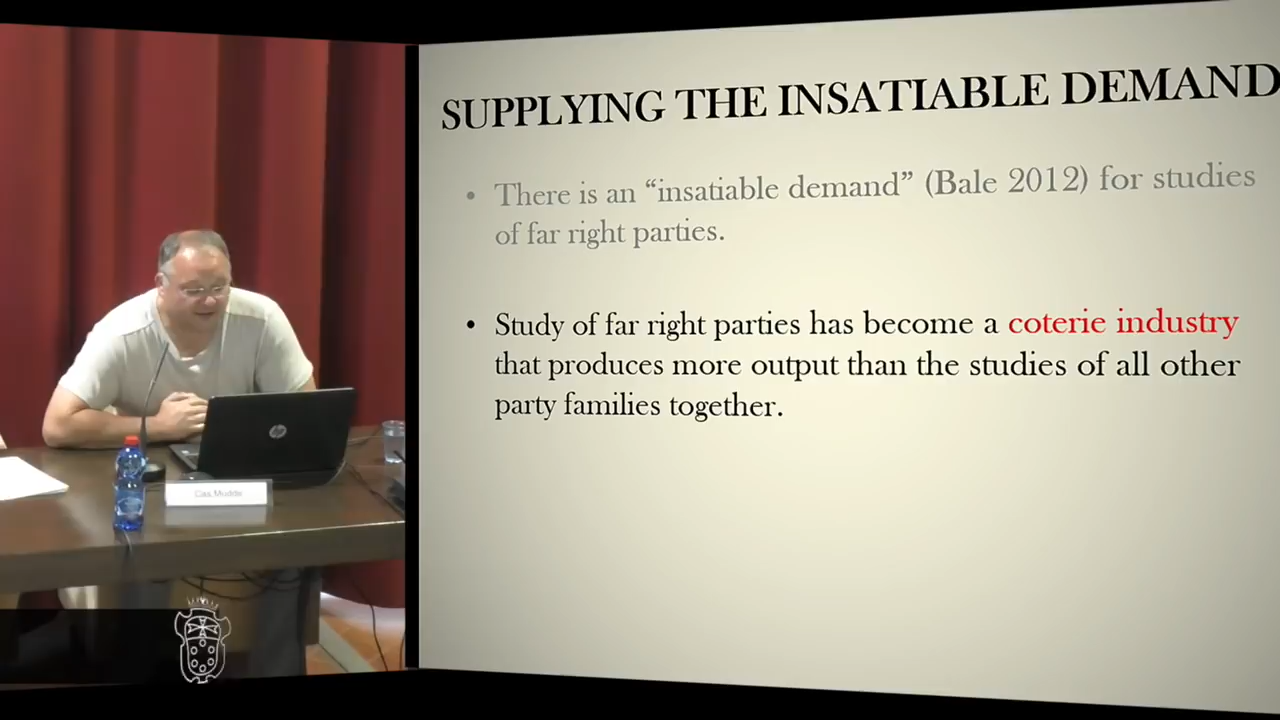 SUPPLYING THE INSATIABLE DEMAND
• There is an “insatiable demand” (Bale 2012) for studies
of far right parties.
• Study of far right parties has become a coterie industry
that produces more output than the studies of all other
party families together.
hp
Cas Mudde